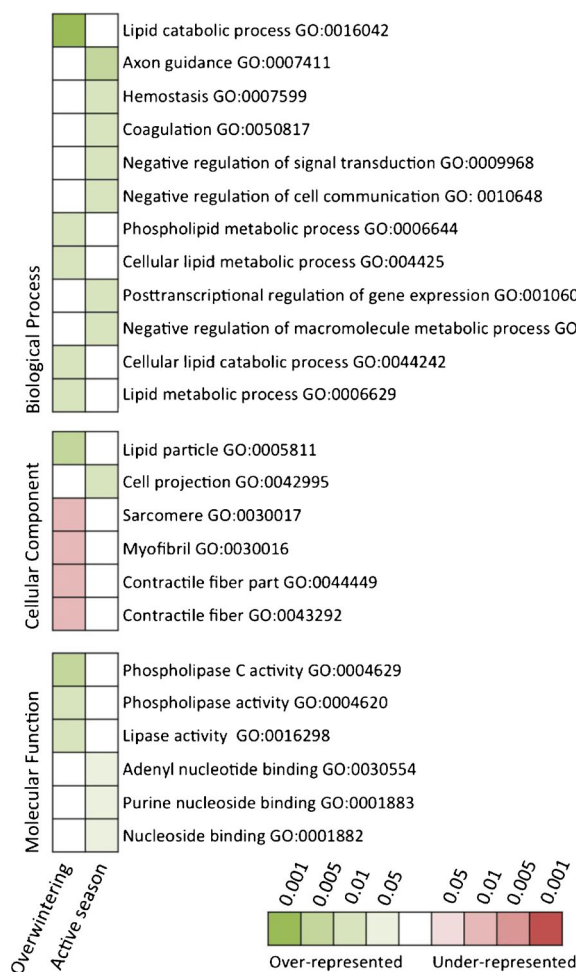 Lipid catabolic process GO:0016042
Axon guidance GO:0007411
Hemostasis GO:0007599
Coagulation GO:0050817
Negative regulation of signal transduction GO:0009968
Negative regulation of cell communication GO: 0010648
Phospholipid metabolic process GO:0006644
Cellular lipid metabolic process GO:004425
Posttranscriptional regulation of gene expression GO:001060
Negative regulation of macromolecule metabolic process GO
Cellular lipid catabolic process GO:0044242
Lipid metabolic process GO:0006629
Biological Process
Lipid particle GO:0005811
Cell projection GO:0042995
Sarcomere GO:0030017
Myofibril GO:0030016
Contractile fiber part GO:0044449
Contractile fiber GO:0043292
Cellular Component
Phospholipase C activity GO:0004629
Phospholipase activity GO:0004620
Lipase activity GO:0016298
Adenyl nucleotide binding GO:0030554
Purine nucleoside binding GO:0001883
Nucleoside binding GO:0001882
Molecular Function
Overwintering
Active season
0.001 0.005 0.01 0.05 0.05 0.01 0.005 0.001
Over-represented Under-represented